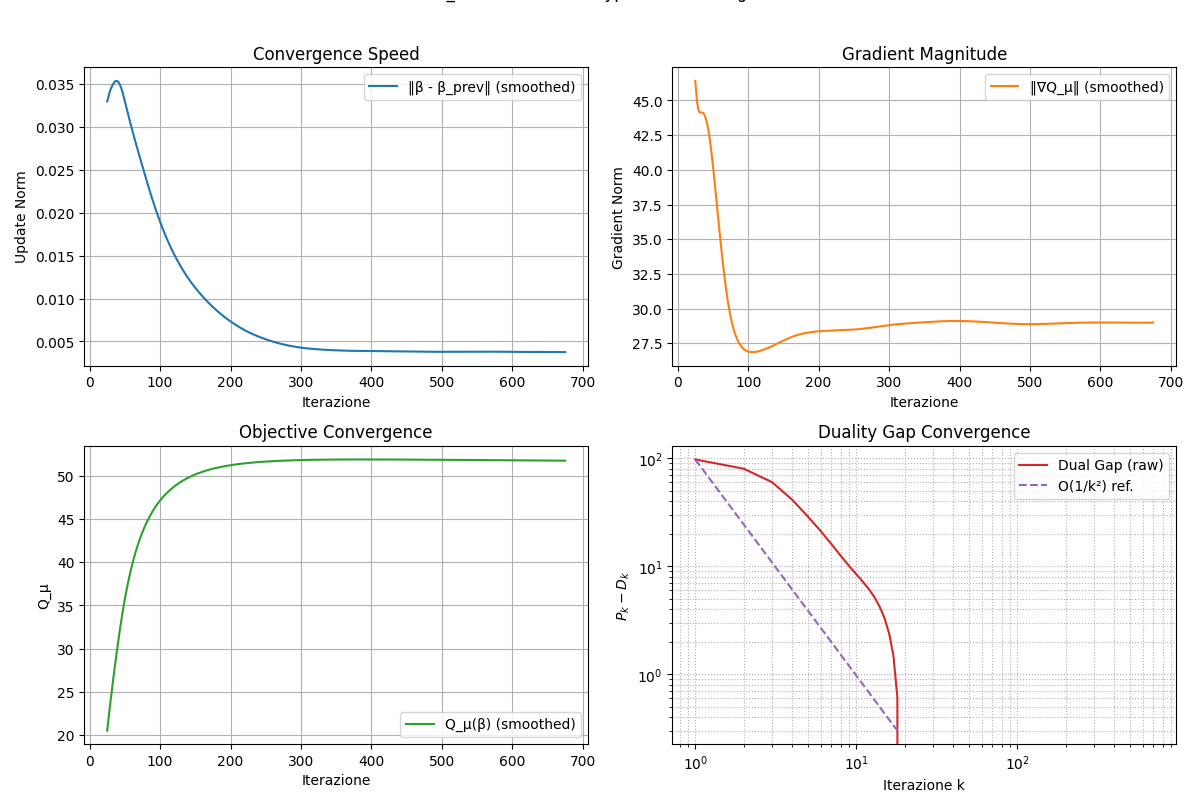 Convergence Speed
0.035
0.030
0.025
0.020
0.015
0.010
0.005
Update Norm
‖β - β_prev‖ (smoothed)
0 100 200 300 400 500 600 700
Iterazione
Gradient Magnitude
45.0
42.5
40.0
37.5
35.0
32.5
30.0
27.5
Gradient Norm
‖∇Q_μ‖ (smoothed)
0 100 200 300 400 500 600 700
Iterazione
Objective Convergence
50
45
40
35
30
25
20
Q_μ
Q_μ(β) (smoothed)
0 100 200 300 400 500 600 700
Iterazione
Duality Gap Convergence
10²
10¹
10⁰
Pₖ − Dₖ
Dual Gap (raw)
O(1/k²) ref.
10⁰ 10¹ 10²
Iterazione k